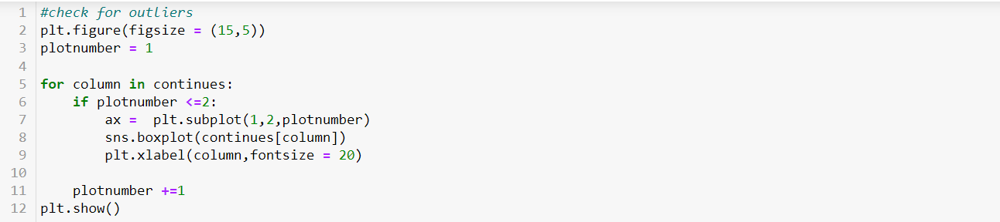 1 #check for outliers
2 plt.figure(figsize = (15,5))
3 plotnumber = 1
4
5 for column in continues:
6     if plotnumber <=2:
7         ax =  plt.subplot(1,2,plotnumber)
8         sns.boxplot(continues[column])
9         plt.xlabel(column,fontsize = 20)
10
11     plotnumber +=1
12 plt.show()